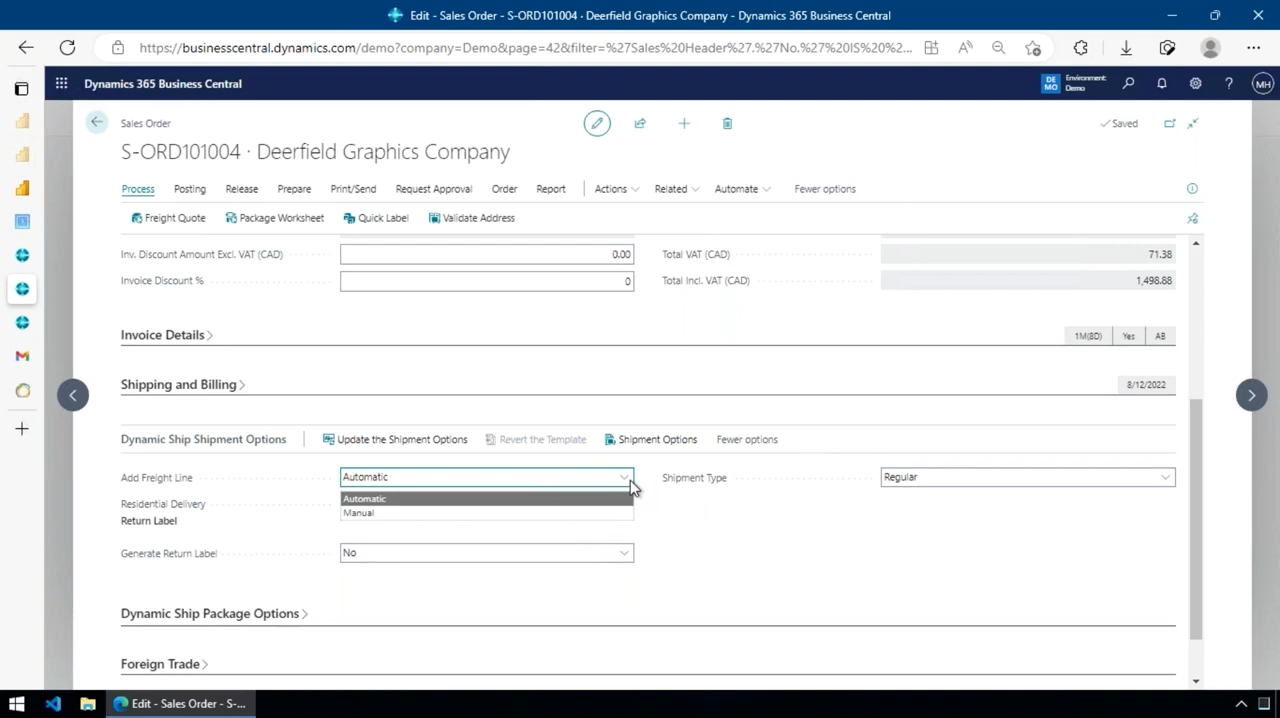 Edit - Sales Order - S-ORD101004 · Deerfield Graphics Company - Dynamics 365 Business Central
https://businesscentral.dynamics.com/demo?company=Demo&page=42&filter=%27Sales%20Header%27.%27No.%27%20IS%20%2...
Dynamics 365 Business Central
DE MO
Environment:
Demo
MH
Sales Order
Saved
S-ORD101004 · Deerfield Graphics Company
Process Posting Release Prepare Print/Send Request Approval Order Report Actions Related Automate Fewer options
Freight Quote Package Worksheet Quick Label Validate Address
Inv. Discount Amount Excl. VAT (CAD) 0.00 Total VAT (CAD) 71.38
Invoice Discount % 0 Total Incl. VAT (CAD) 1,498.88
Invoice Details 1M(8D) Yes AB
Shipping and Billing 8/12/2022
Dynamic Ship Shipment Options Update the Shipment Options Revert the Template Shipment Options Fewer options
Add Freight Line Automatic Shipment Type Regular
Automatic
Manual
Residential Delivery
Return Label
Generate Return Label No
Dynamic Ship Package Options
Foreign Trade
Edit - Sales Order - S-...